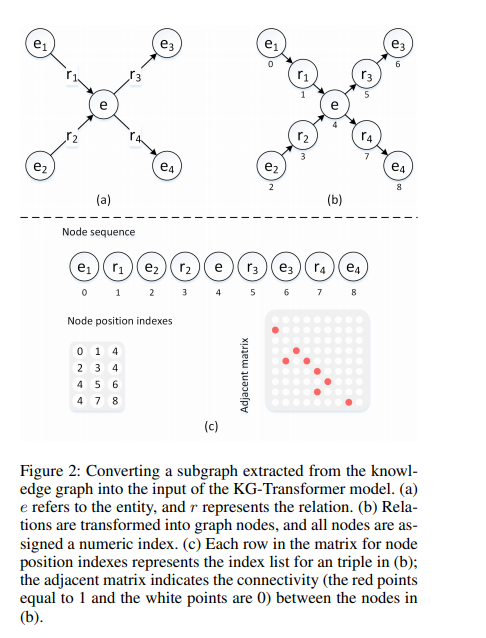 e1 e3 e1 e3
0 6
r1 r3 r1 r3
1 5
e e
4
r2 r4 r2 r4
3 7
e2 e4 e2 e4
2 8
(a) (b)
Node sequence
e1 r1 e2 r2 e r3 e3 r4 e4
0 1 2 3 4 5 6 7 8
Node position indexes
Adjacent matrix
0 1 4
2 3 4
4 5 6
4 7 8
(c)
Figure 2: Converting a subgraph extracted from the knowl-
edge graph into the input of the KG-Transformer model. (a)
e refers to the entity, and r represents the relation. (b) Rela-
tions are transformed into graph nodes, and all nodes are as-
signed a numeric index. (c) Each row in the matrix for node
position indexes represents the index list for an triple in (b);
the adjacent matrix indicates the connectivity (the red points
equal to 1 and the white points are 0) between the nodes in
(b).